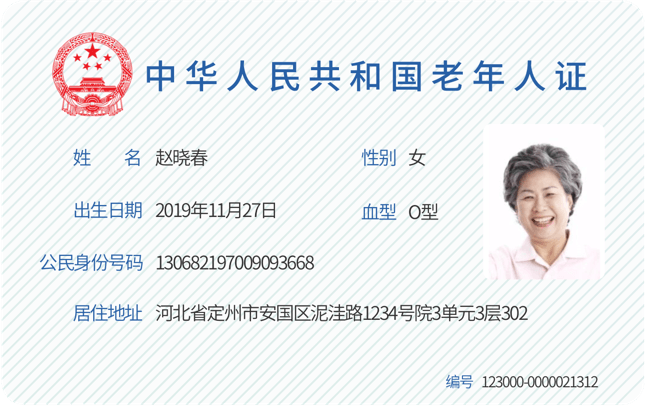 中华人民共和国老年人证
姓 名 赵晓春 性别 女
出生日期 2019年11月27日 血型 O型
公民身份号码 130682197009093668
居住地址 河北省定州市安国区泥洼路1234号院3单元3层302
编号 123000-0000021312